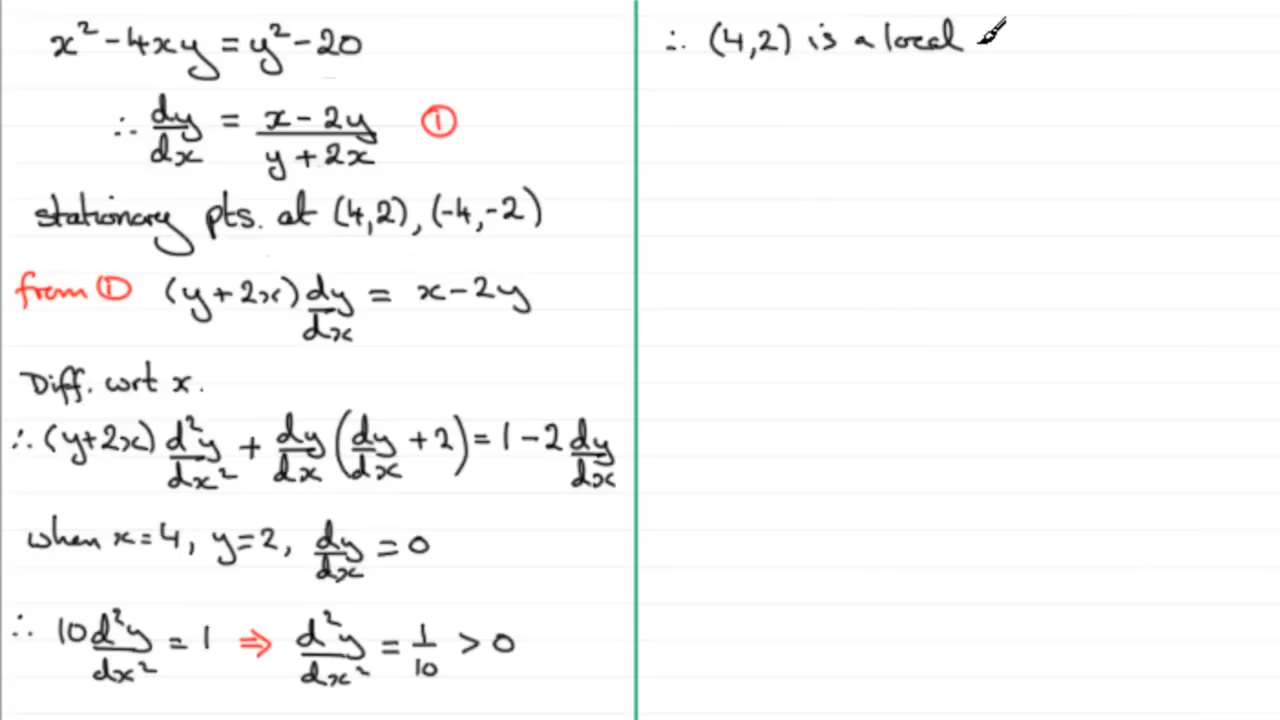 x² - 4xy = y² - 20
∴ dy/dx = (x - 2y)/(y + 2x) ①
stationary pts. at (4,2), (-4,-2)
from ① (y + 2x) dy/dx = x - 2y
Diff. wrt x.
∴ (y+2x) d²y/dx² + dy/dx (dy/dx + 2) = 1 - 2 dy/dx
when x=4, y=2, dy/dx = 0
∴ 10 d²y/dx² = 1 ⇒ d²y/dx² = 1/10 > 0
∴ (4,2) is a local